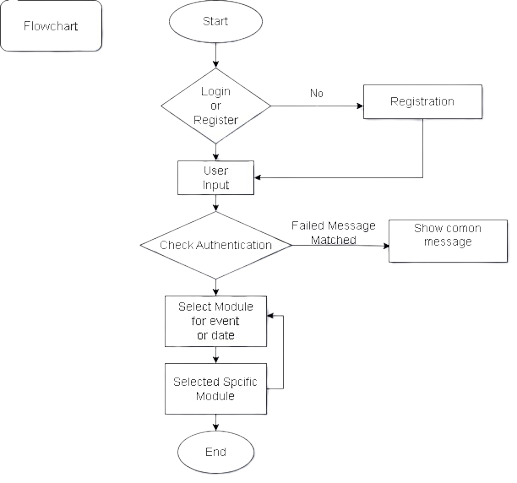 Flowchart
Start
Login
or
Register
No
Registration
User
Input
Check Authentication
Failed Message
Matched
Show comon
message
Select Module
for event
or date
Selected Spcific
Module
End